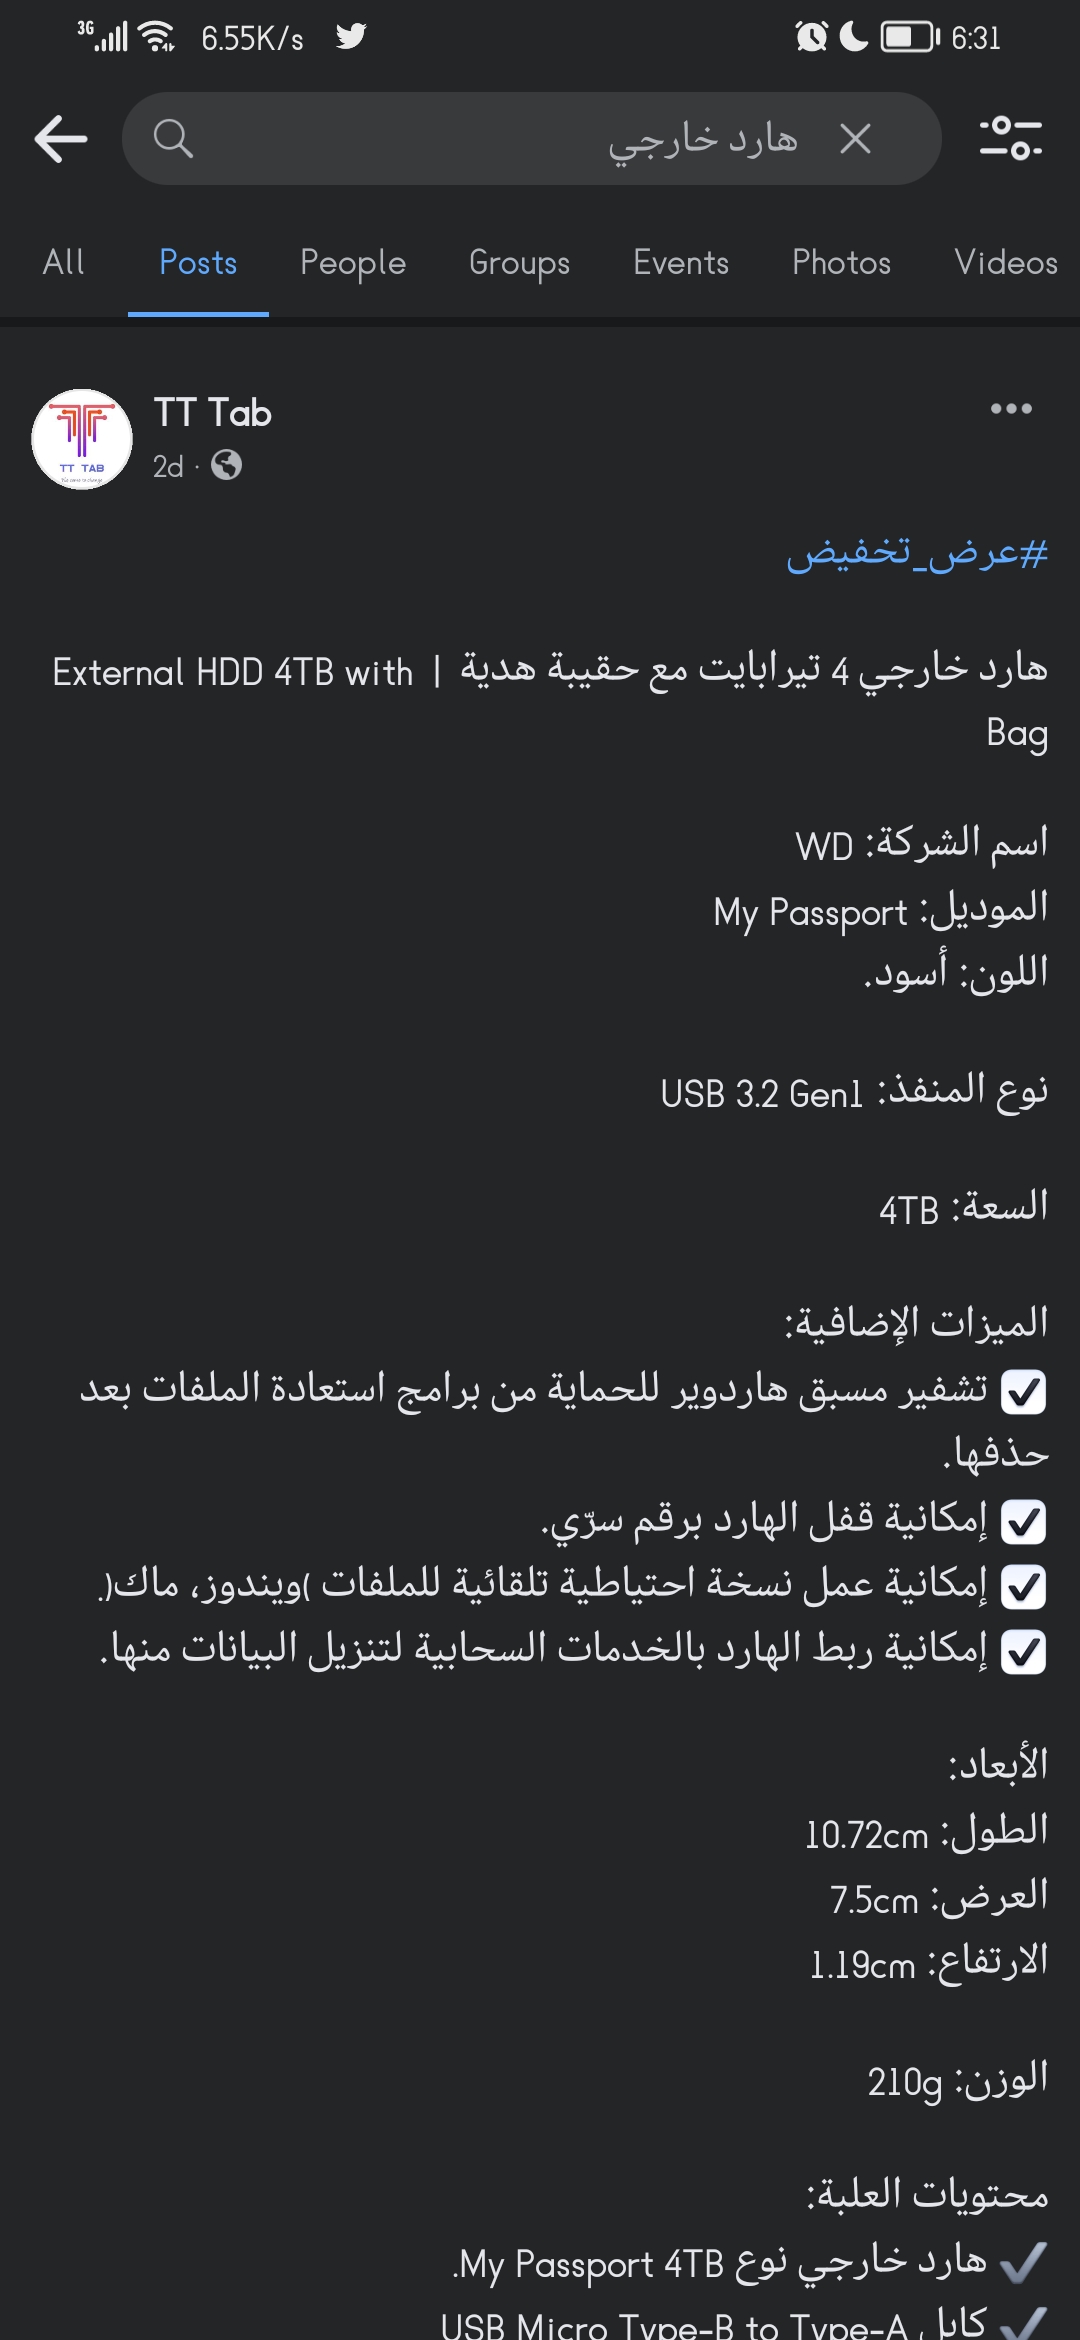 3G 6.55K/s 6:31
هارد خارجي
All Posts People Groups Events Photos Videos
TT Tab
TT TAB
2d ·
#عرض_تخفيض
هارد خارجي 4 تيرابايت مع حقيبة هدية | External HDD 4TB with
Bag
اسم الشركة: WD
الموديل: My Passport
اللون: أسود.
نوع المنفذ: USB 3.2 Gen1
السعة: 4TB
الميزات الإضافية:
☑ تشفير مسبق هاردوير للحماية من برامج استعادة الملفات بعد
حذفها.
☑ إمكانية قفل الهارد برقم سرّي.
☑ إمكانية عمل نسخة احتياطية تلقائية للملفات )ويندوز، ماك(.
☑ إمكانية ربط الهارد بالخدمات السحابية لتنزيل البيانات منها.
الأبعاد:
الطول: 10.72cm
العرض: 7.5cm
الارتفاع: 1.19cm
الوزن: 210g
محتويات العلبة:
✔ هارد خارجي نوع My Passport 4TB.
✔ كابل USB Micro Type-B to Type-A